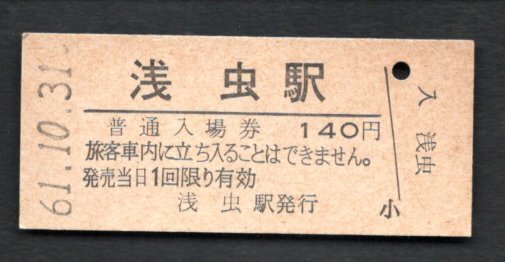 浅虫駅
普通入場券 140円
旅客車内に立ち入ることはできません。
発売当日1回限り有効
浅虫駅発行
61.10.31
入 浅虫
小